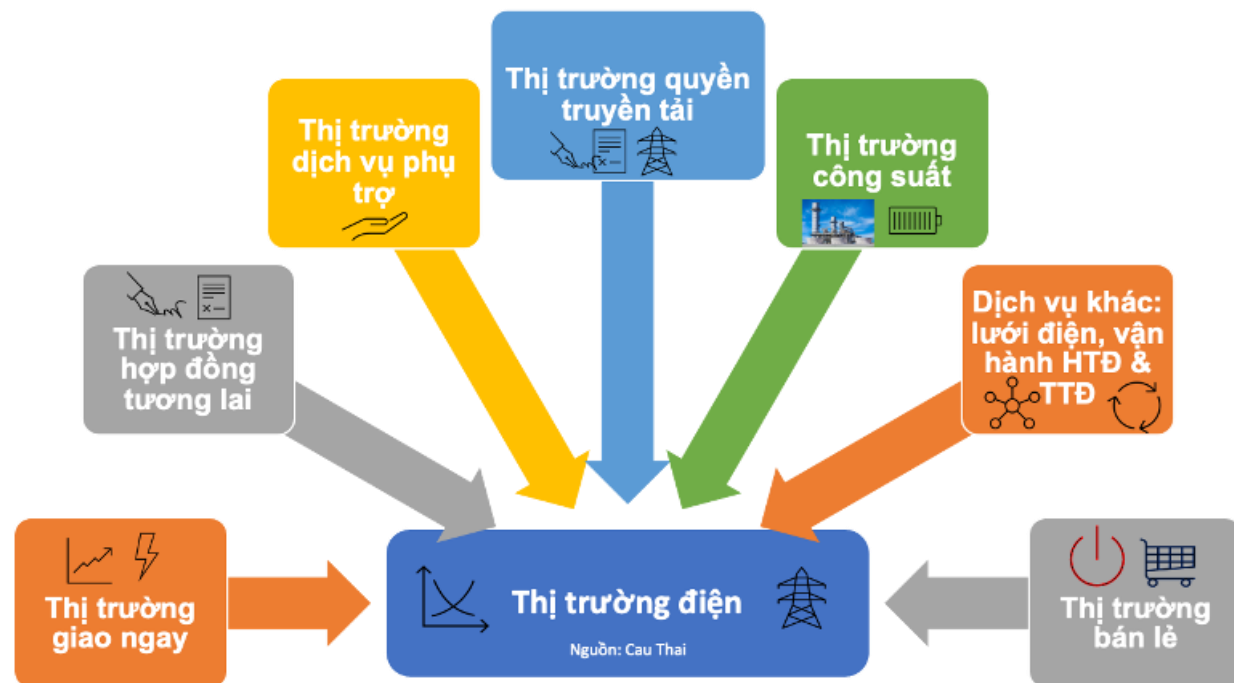 Thị trường quyền
truyền tải
Thị trường
dịch vụ phụ
trợ
Thị trường
công suất
Thị trường
hợp đồng
tương lai
Dịch vụ khác:
lưới điện, vận
hành HTĐ &
TTĐ
Thị trường
giao ngay
Thị trường điện
Nguồn: Cau Thai
Thị trường
bán lẻ